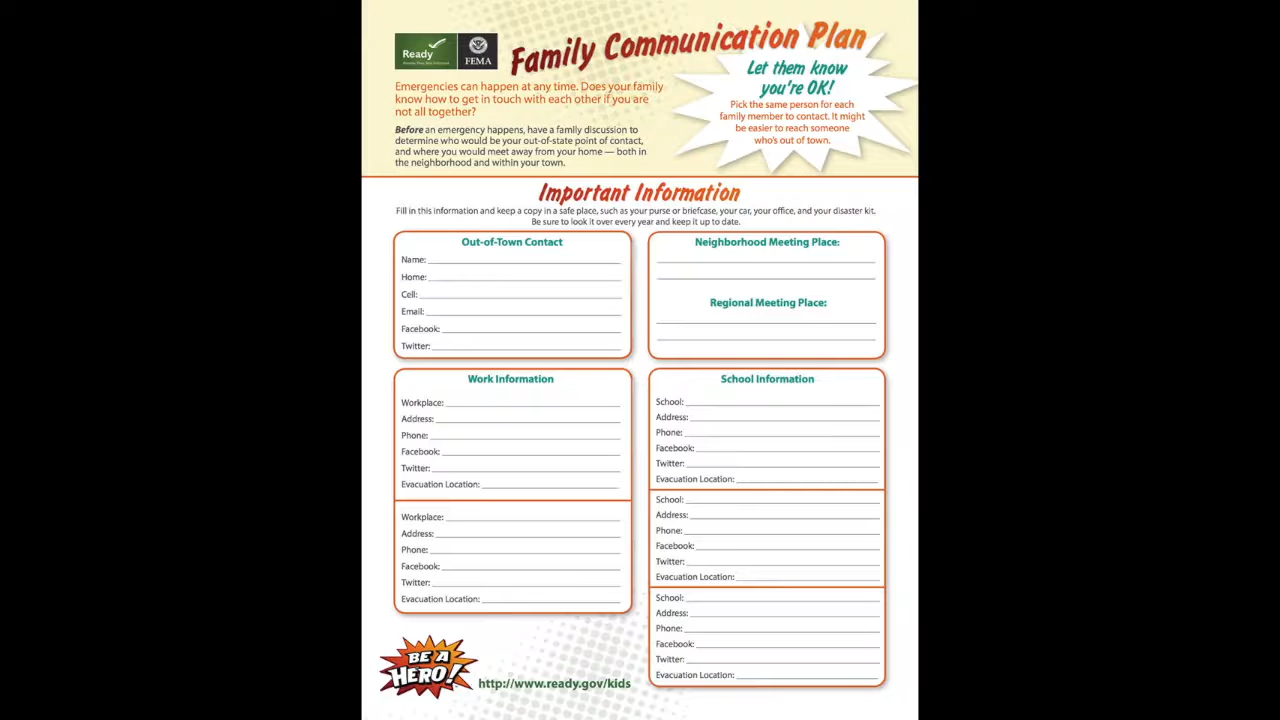 Family Communication Plan
Ready
FEMA
Let them know
you're OK!
Pick the same person for each
family member to contact. It might
be easier to reach someone
who's out of town.
Emergencies can happen at any time. Does your family
know how to get in touch with each other if you are
not all together?
Before an emergency happens, have a family discussion to
determine who would be your out-of-state point of contact,
and where you would meet away from your home — both in
the neighborhood and within your town.
Important Information
Fill in this information and keep a copy in a safe place, such as your purse or briefcase, your car, your office, and your disaster kit.
Be sure to look it over every year and keep it up to date.
Out-of-Town Contact
Name:
Home:
Cell:
Email:
Facebook:
Twitter:
Neighborhood Meeting Place:
Regional Meeting Place:
Work Information
Workplace:
Address:
Phone:
Facebook:
Twitter:
Evacuation Location:
Workplace:
Address:
Phone:
Facebook:
Twitter:
Evacuation Location:
School Information
School:
Address:
Phone:
Facebook:
Twitter:
Evacuation Location:
School:
Address:
Phone:
Facebook:
Twitter:
Evacuation Location:
School:
Address:
Phone:
Facebook:
Twitter:
Evacuation Location:
BE A
HERO!
http://www.ready.gov/kids